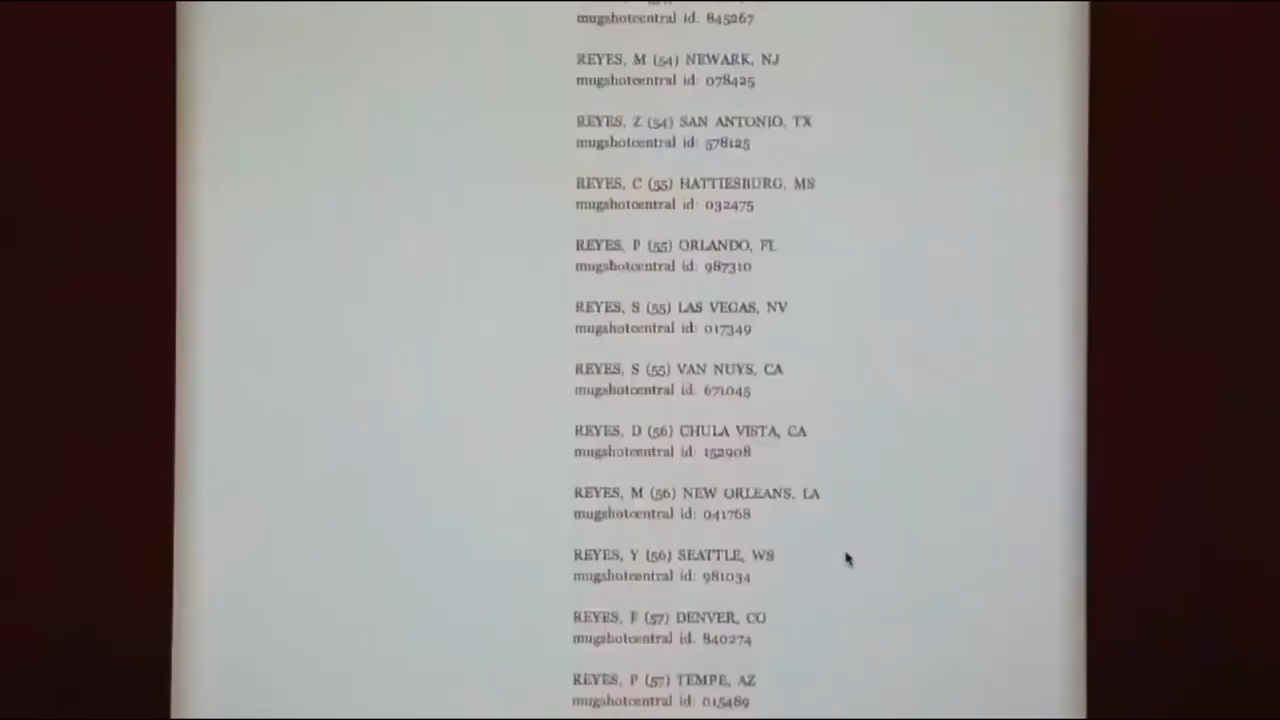 mugshotcentral id: 845267
REYES, M (54) NEWARK, NJ
mugshotcentral id: 078425
REYES, Z (54) SAN ANTONIO, TX
mugshotcentral id: 578125
REYES, C (55) HATTIESBURG, MS
mugshotcentral id: 032475
REYES, P (55) ORLANDO, FL
mugshotcentral id: 987310
REYES, S (55) LAS VEGAS, NV
mugshotcentral id: 017349
REYES, S (55) VAN NUYS, CA
mugshotcentral id: 671045
REYES, D (56) CHULA VISTA, CA
mugshotcentral id: 152908
REYES, M (56) NEW ORLEANS, LA
mugshotcentral id: 041768
REYES, Y (56) SEATTLE, WS
mugshotcentral id: 981034
REYES, F (57) DENVER, CO
mugshotcentral id: 840274
REYES, P (57) TEMPE, AZ
mugshotcentral id: 015489